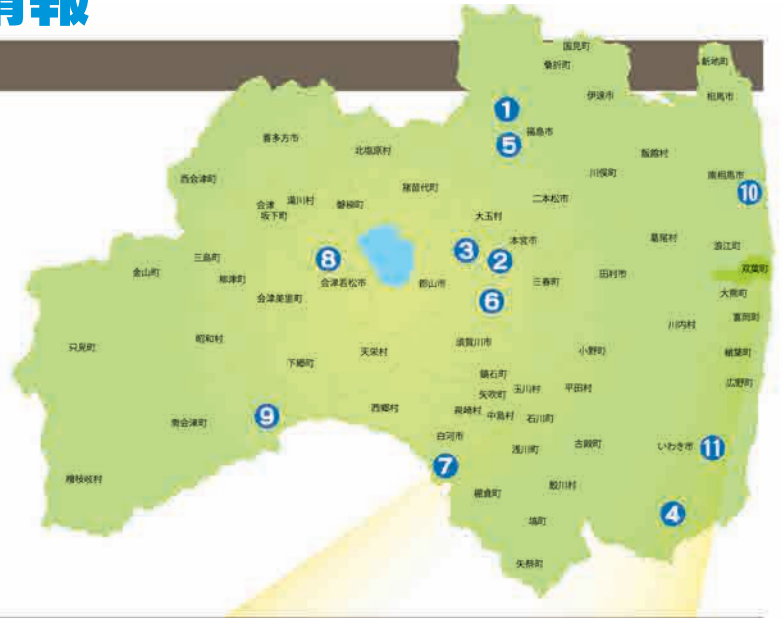 情報
国見町
桑折町
新地町
伊達市
相馬市
1
福島市
5
喜多方市
北塩原村
飯舘村
川俣町
南相馬市
10
西会津町
猪苗代町
会津
坂下町
湯川村
磐梯町
二本松市
大玉村
本宮市
葛尾村
浪江町
3
2
8
三島町
金山町
柳津町
会津若松市
郡山市
三春町
田村市
双葉町
大熊町
会津美里町
6
富岡町
川内村
昭和村
只見町
須賀川市
小野町
楢葉町
天栄村
下郷町
鏡石町
矢吹町
玉川村
平田村
広野町
西郷村
泉崎村
中島村
石川町
9
南会津町
白河市
浅川町
古殿町
いわき市
11
7
檜枝岐村
棚倉町
鮫川村
4
塙町
矢祭町